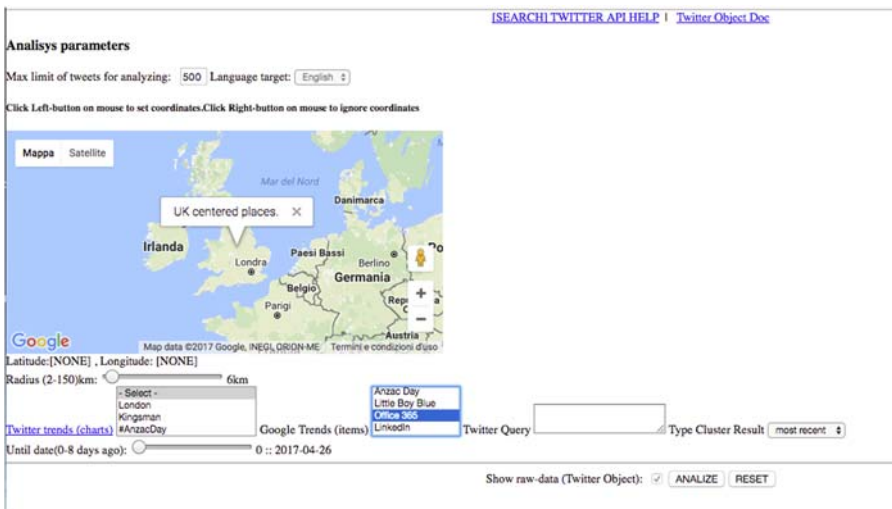 [SEARCH] TWITTER API HELP | Twitter Object Doc
Analisys parameters
Max limit of tweets for analyzing: 500 Language target: English
Click Left-button on mouse to set coordinates.Click Right-button on mouse to ignore coordinates
Mappa Satellite
Mar del Nord
Danimarca
UK centered places.
Irlanda
Londra
Paesi Bassi
Berlino
Po
Belgio
Germania
Parigi
Rep
a
Austria
Google
Map data ©2017 Google, INEGI, ORION-ME Termini e condizioni d'uso
Latitude:[NONE] , Longitude: [NONE]
Radius (2-150)km: 6km
- Select -
London
Kingsman
#AnzacDay
Anzac Day
Little Boy Blue
Office 365
LinkedIn
Twitter trends (charts) Google Trends (items) Twitter Query Type Cluster Result most recent
Until date(0-8 days ago): 0 :: 2017-04-26
Show raw-data (Twitter Object): ANALIZE RESET